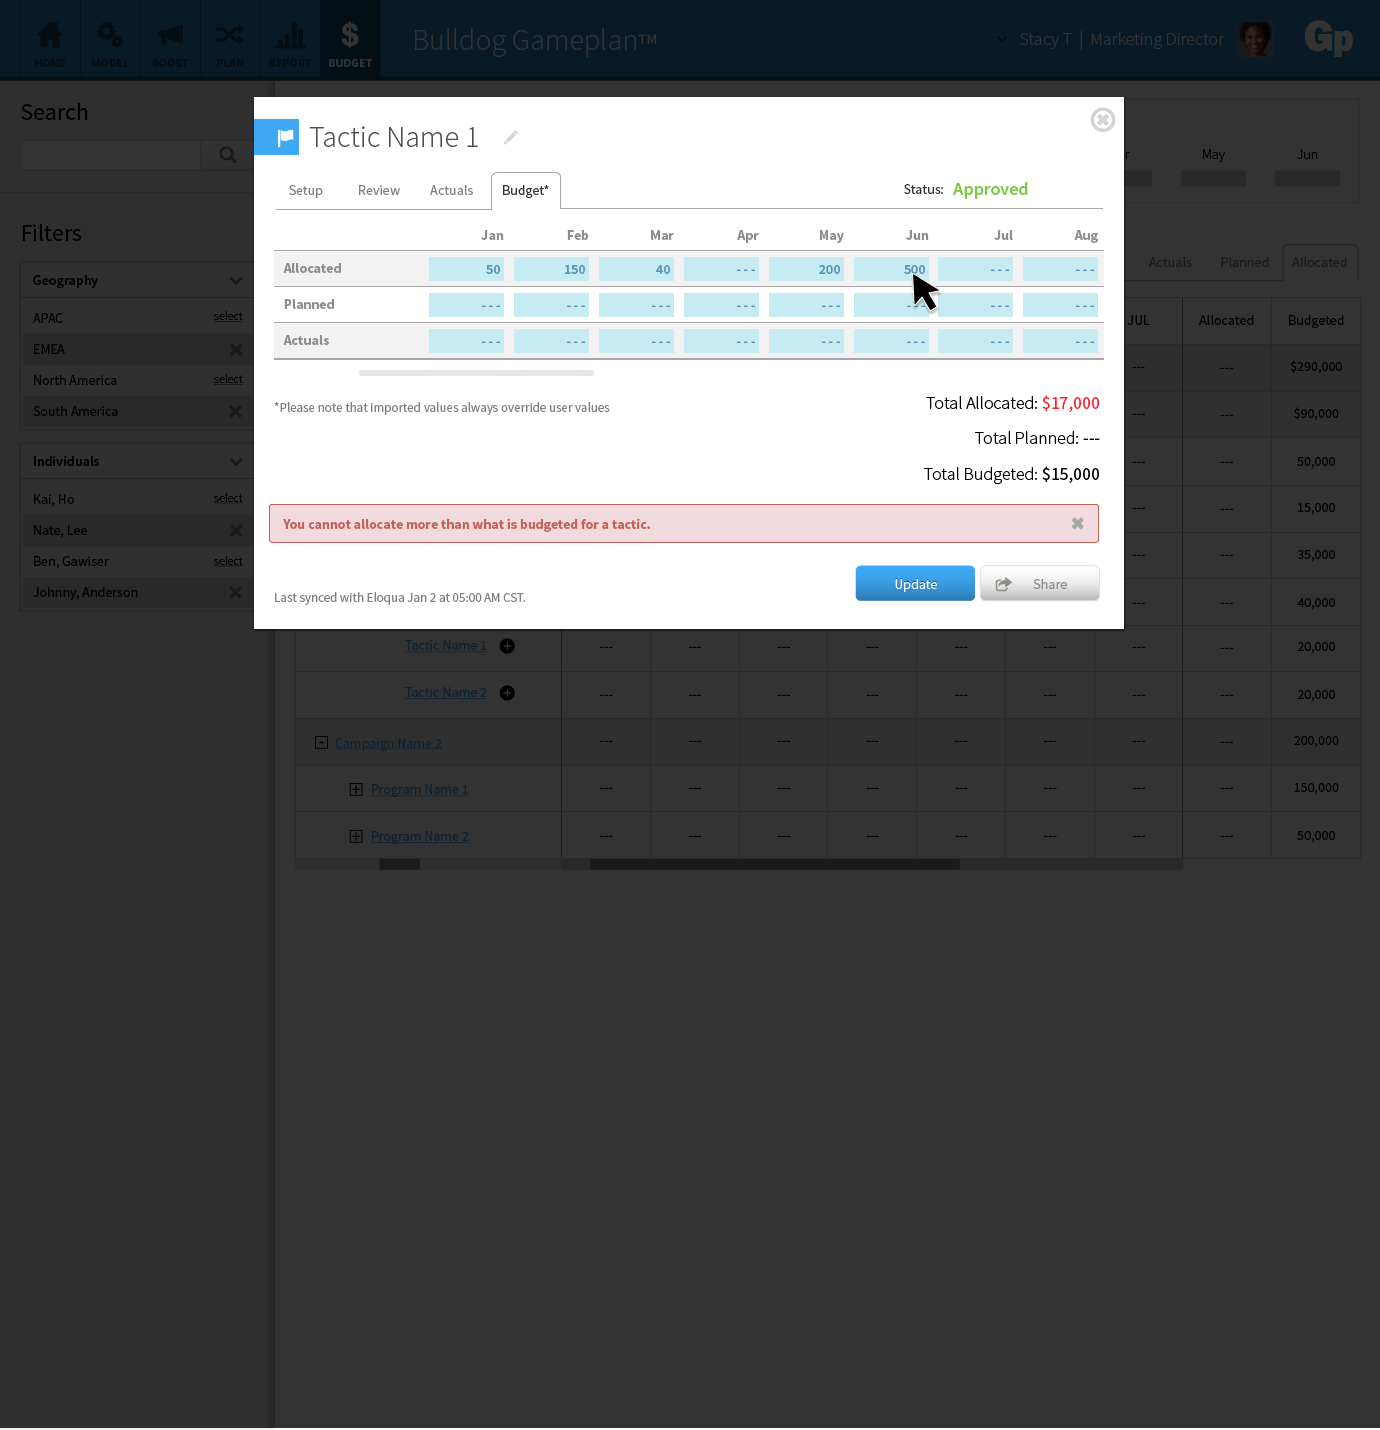 HOME MODEL BOOST PLAN REPORT BUDGET
Bulldog Gameplan™
Stacy T | Marketing Director
Gp
Search
Filters
Geography
APAC select
EMEA
North America select
South America
Individuals
Kai, Ho select
Nate, Lee
Ben, Gawiser select
Johnny, Anderson
Tactic Name 1
Setup Review Actuals Budget*
Status: Approved
Jan Feb Mar Apr May Jun Jul Aug
Allocated 50 150 40 --- 200 500 --- ---
Planned --- --- --- --- --- --- --- ---
Actuals --- --- --- --- --- --- --- ---
*Please note that imported values always override user values
Total Allocated: $17,000
Total Planned: ---
Total Budgeted: $15,000
You cannot allocate more than what is budgeted for a tactic.
Last synced with Eloqua Jan 2 at 05:00 AM CST.
Update Share
May Jun
Actuals Planned Allocated
JUL Allocated Budgeted
--- --- $290,000
--- --- $90,000
--- --- 50,000
--- --- 15,000
--- --- 35,000
--- --- 40,000
Tactic Name 1 --- --- --- --- --- --- --- --- 20,000
Tactic Name 2 --- --- --- --- --- --- --- --- 20,000
Campaign Name 2 --- --- --- --- --- --- --- --- 200,000
Program Name 1 --- --- --- --- --- --- --- --- 150,000
Program Name 2 --- --- --- --- --- --- --- --- 50,000